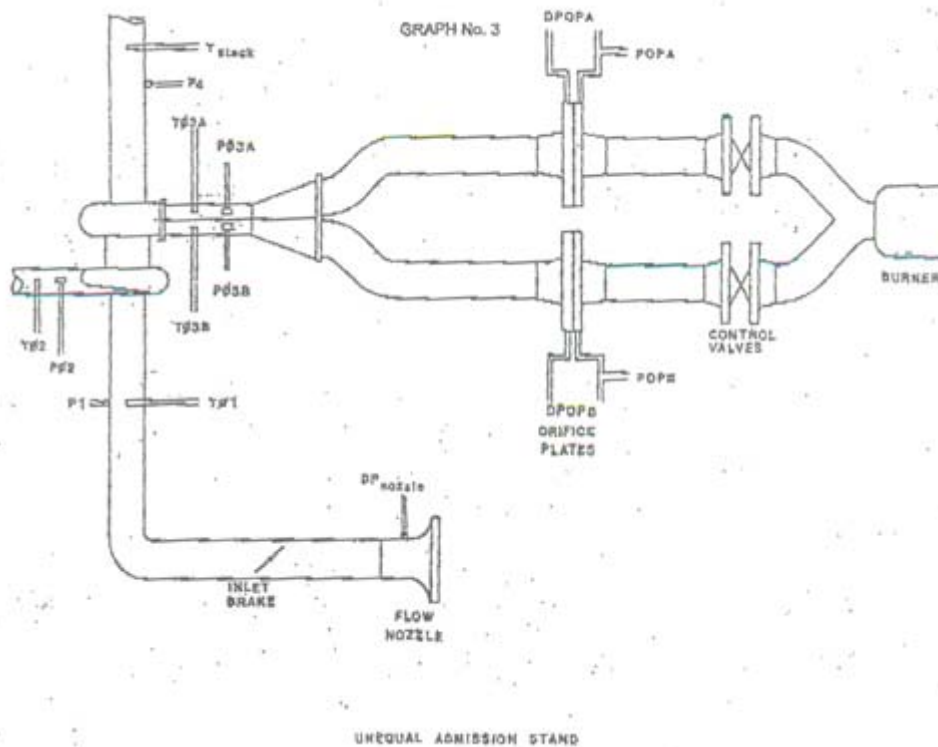 GRAPH No. 3
DPOPA
POPA
T stack
P4
TØ3A
PØ3A
BURNER
PØ3B
TØ3B
CONTROL
VALVES
TØ2
PØ2
POPB
P1
TØ1
DPOPB
ORIFICE
PLATES
DP nozzle
INLET
BRAKE
FLOW
NOZZLE
UNEQUAL ADMISSION STAND